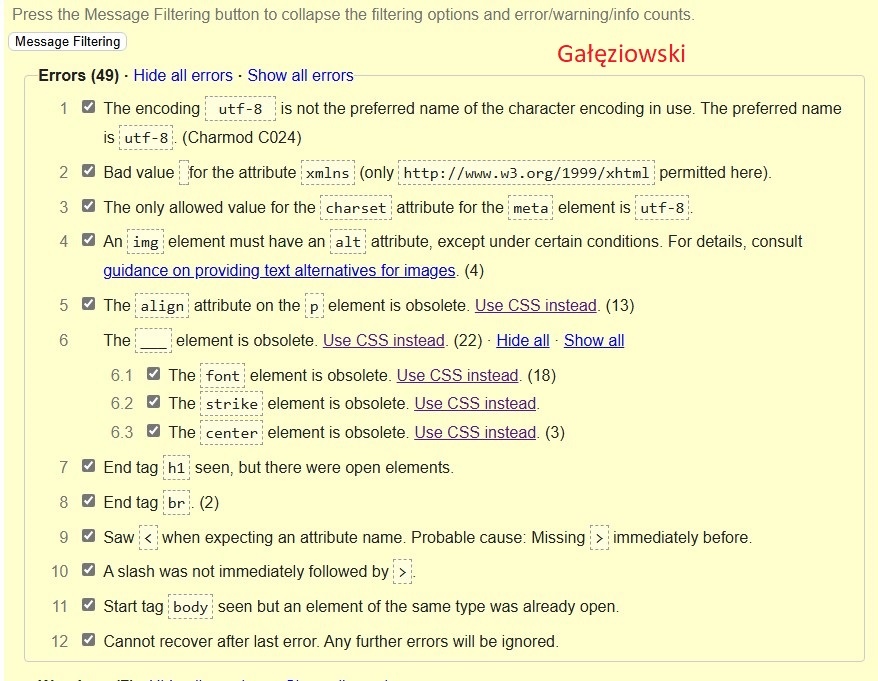 Press the Message Filtering button to collapse the filtering options and error/warning/info counts.
Message Filtering
Gałęziowski
Errors (49) · Hide all errors · Show all errors
1 The encoding utf-8 is not the preferred name of the character encoding in use. The preferred name
is utf-8. (Charmod C024)
2 Bad value for the attribute xmlns (only http://www.w3.org/1999/xhtml permitted here).
3 The only allowed value for the charset attribute for the meta element is utf-8.
4 An img element must have an alt attribute, except under certain conditions. For details, consult
guidance on providing text alternatives for images. (4)
5 The align attribute on the p element is obsolete. Use CSS instead. (13)
6 The ___ element is obsolete. Use CSS instead. (22) · Hide all · Show all
6.1 The font element is obsolete. Use CSS instead. (18)
6.2 The strike element is obsolete. Use CSS instead.
6.3 The center element is obsolete. Use CSS instead. (3)
7 End tag h1 seen, but there were open elements.
8 End tag br. (2)
9 Saw < when expecting an attribute name. Probable cause: Missing > immediately before.
10 A slash was not immediately followed by >.
11 Start tag body seen but an element of the same type was already open.
12 Cannot recover after last error. Any further errors will be ignored.